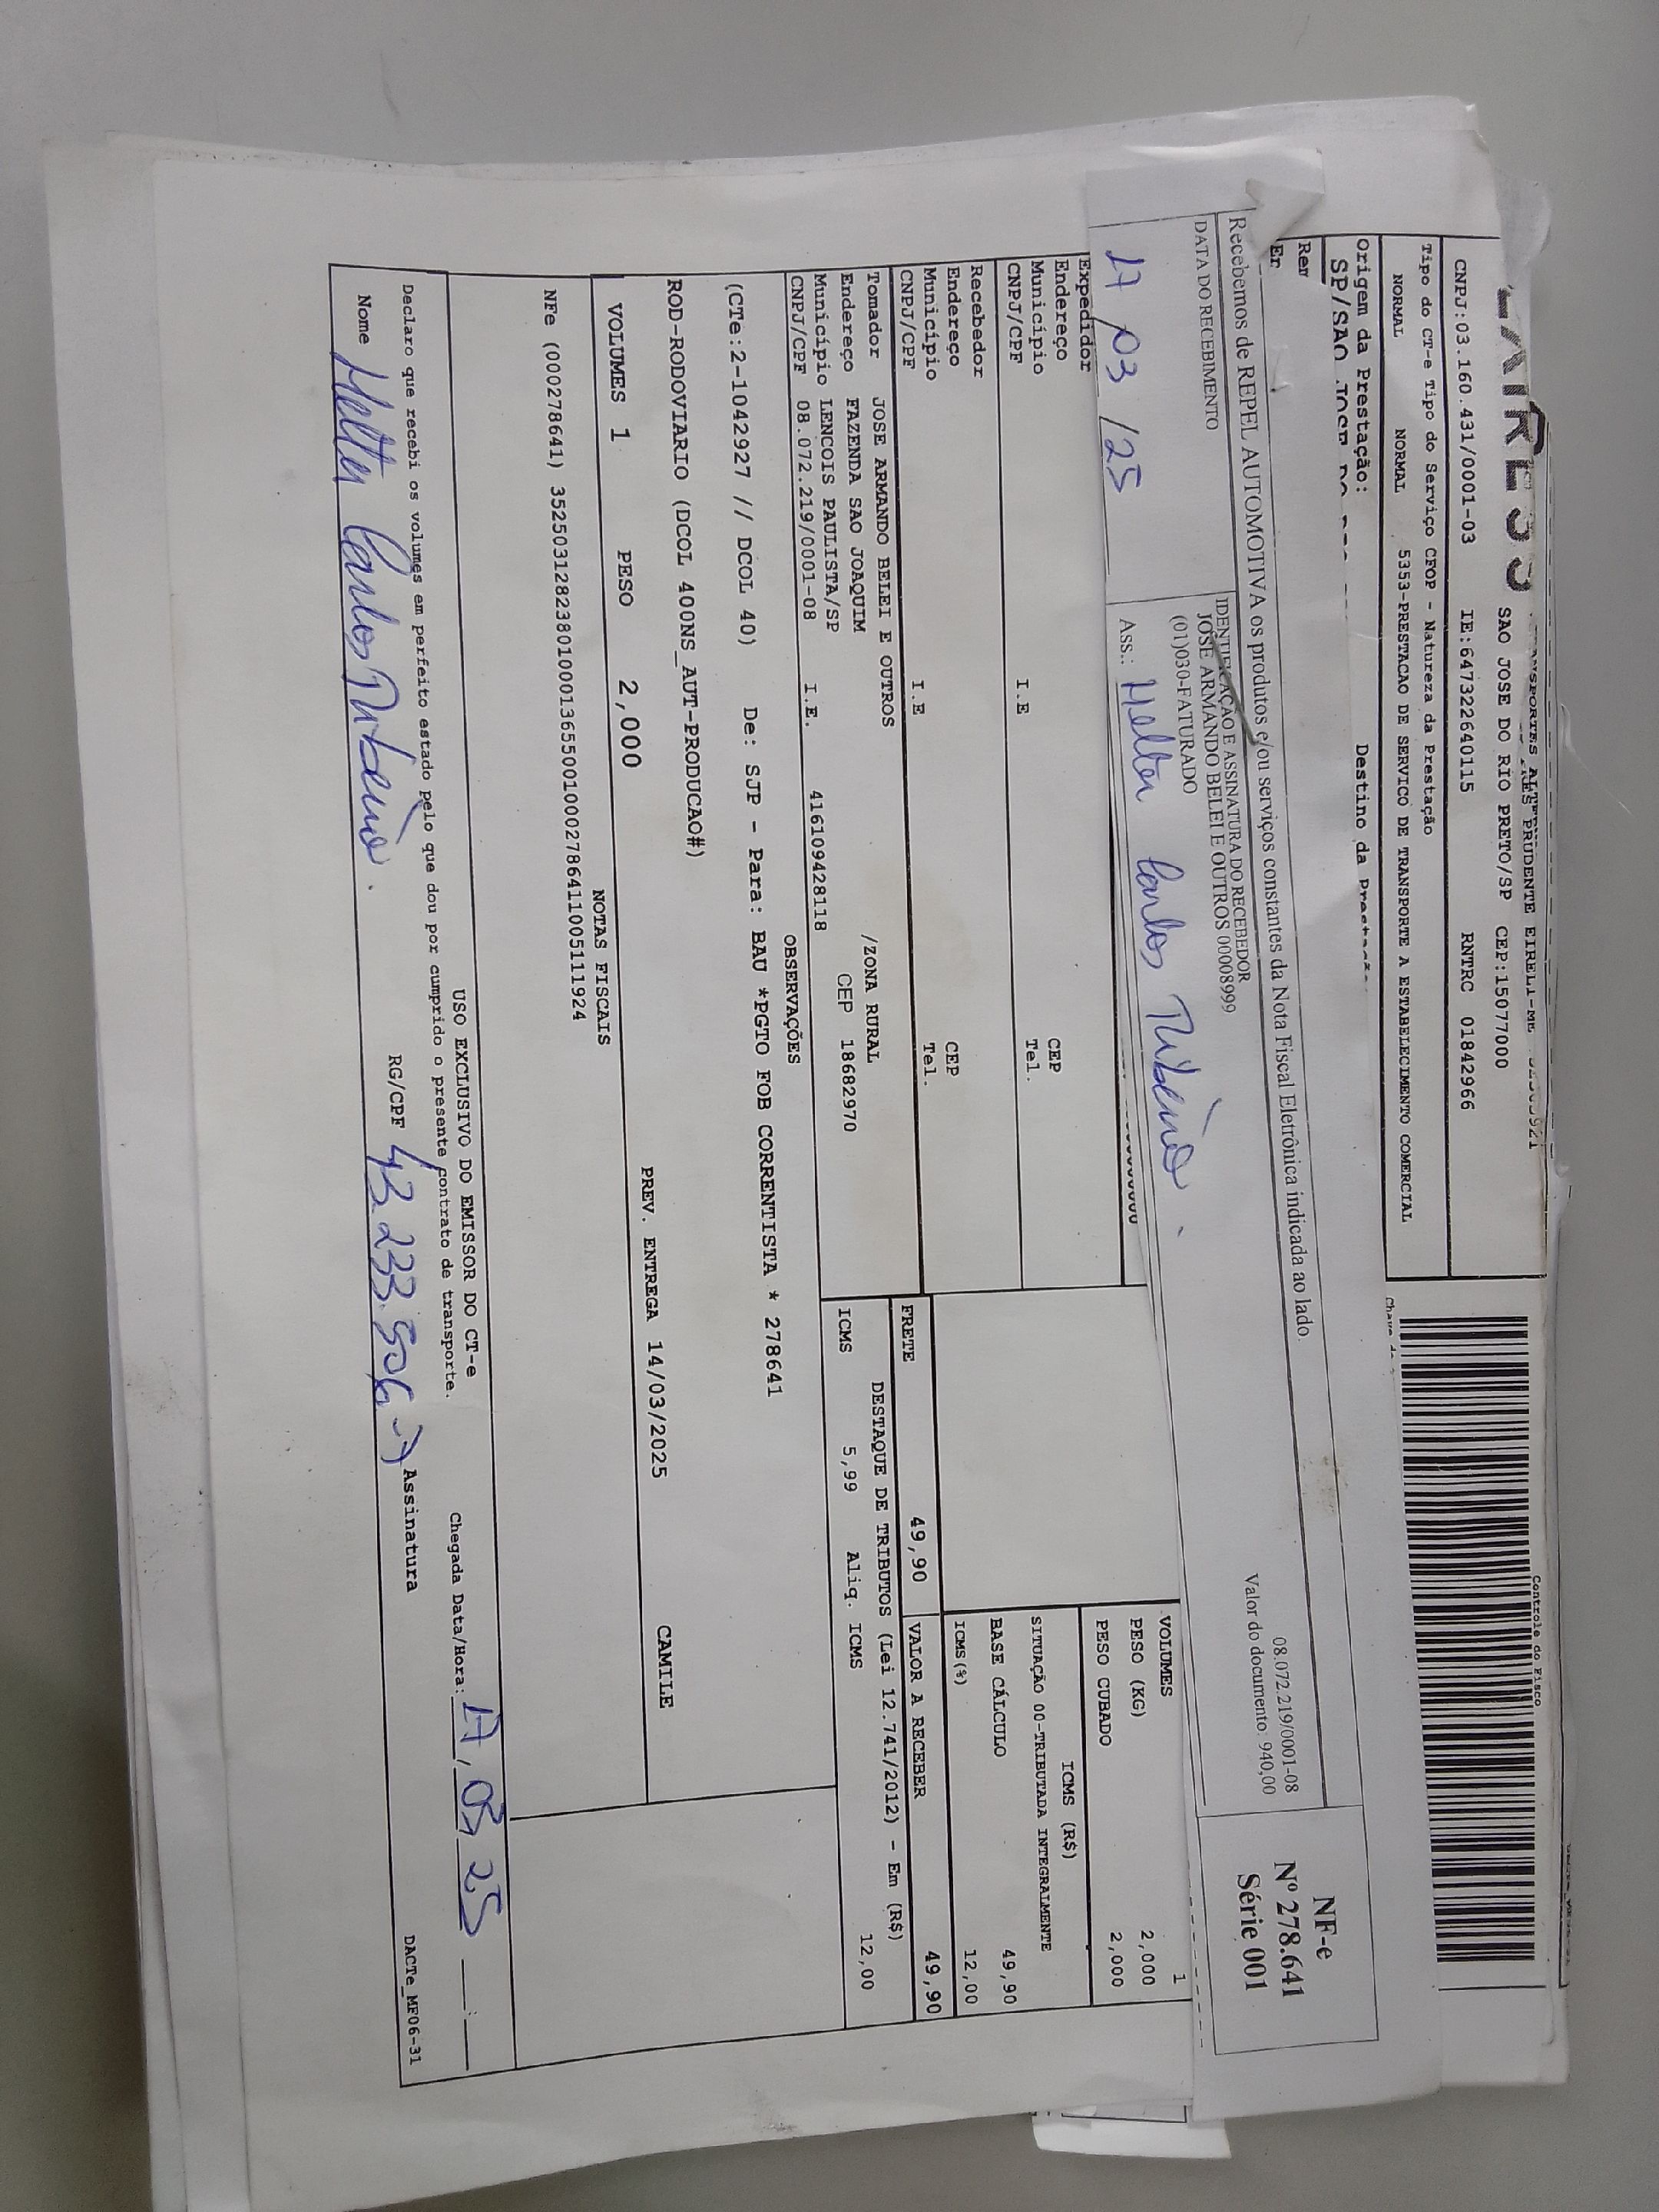 SAO JOSE DO RIO PRETO/SP CEP:15077000
CNPJ:03.160.431/0001-03 IE:647322640115 RNTRC 01842966
Tipo do CT-e Tipo do Serviço CFOP - Natureza da Prestação
NORMAL NORMAL 5353-PRESTACAO DE SERVICO DE TRANSPORTE A ESTABELECIMENTO COMERCIAL
Controle do Fisco
Origem da Prestação: Destino da
Recebemos de REPEL AUTOMOTIVA os produtos e/ou serviços constantes da Nota Fiscal Eletrônica indicada ao lado.
08.072.219/0001-08
Valor do documento: 940,00
NF-e
Nº 278.641
Série 001
DATA DO RECEBIMENTO
IDENTIFICAÇÃO E ASSINATURA DO RECEBEDOR
JOSE ARMANDO BELEI E OUTROS 00008999
(01)030-FATURADO
17/03/25
Ass.: Helter Carlos Ribeiro.
Expedidor
Endereço CEP
Município Tel.
CNPJ/CPF I.E
Recebedor
Endereço CEP
Município Tel.
CNPJ/CPF I.E
Tomador JOSE ARMANDO BELEI E OUTROS
Endereço FAZENDA SAO JOAQUIM /ZONA RURAL
Município LENCOIS PAULISTA/SP CEP 18682970
CNPJ/CPF 08.072.219/0001-08 I.E. 416109428118
VOLUMES 1
PESO (KG) 2,000
PESO CUBADO 2,000
ICMS (R$)
SITUAÇÃO 00-TRIBUTADA INTEGRALMENTE
BASE CÁLCULO 49,90
ICMS(%) 12,00
FRETE 49,90 VALOR A RECEBER 49,90
DESTAQUE DE TRIBUTOS (Lei 12.741/2012) - Em (R$)
ICMS 5,99 Aliq. ICMS 12,00
OBSERVAÇÕES
(CTe:2-1042927 // DCOL 40) De: SJP - Para: BAU *PGTO FOB CORRENTISTA * 278641
ROD-RODOVIARIO (DCOL 400NS_AUT-PRODUCAO#)
VOLUMES 1 PESO 2,000 PREV. ENTREGA 14/03/2025 CAMILE
NOTAS FISCAIS
NFe (000278641) 35250312823801000136550010002786411005111924
USO EXCLUSIVO DO EMISSOR DO CT-e
Declaro que recebi os volumes em perfeito estado pelo que dou por cumprido o presente contrato de transporte.
Chegada Data/Hora: 17/03/25 __:__
Nome Helter Carlos Ribeiro. RG/CPF 43.233.506-7 Assinatura
DACTe_MF06-31